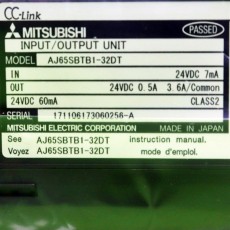 CC-Link
MITSUBISHI PASSED
INPUT/OUTPUT UNIT
MODEL AJ65SBTB1-32DT
IN 24VDC 7mA
OUT 24VDC 0.5A 3.6A/Common
24VDC 60mA CLASS2
SERIAL 171106173060256-A
MITSUBISHI ELECTRIC CORPORATION MADE IN JAPAN
See AJ65SBTB1-32DT instruction manual.
Voyez AJ65SBTB1-32DT mode d'emploi.